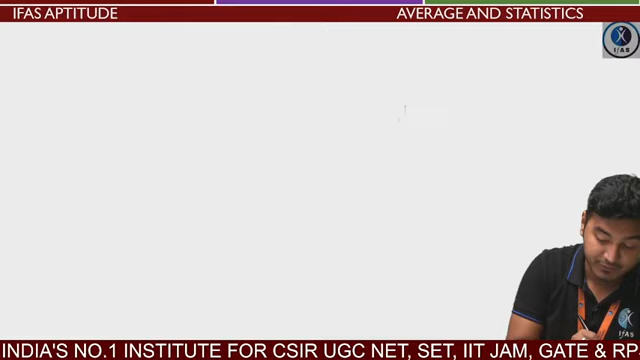 IFAS APTITUDE
AVERAGE AND STATISTICS
IFAS
IFAS
INDIA'S NO.1 INSTITUTE FOR CSIR UGC NET, SET, IIT JAM, GATE & RP